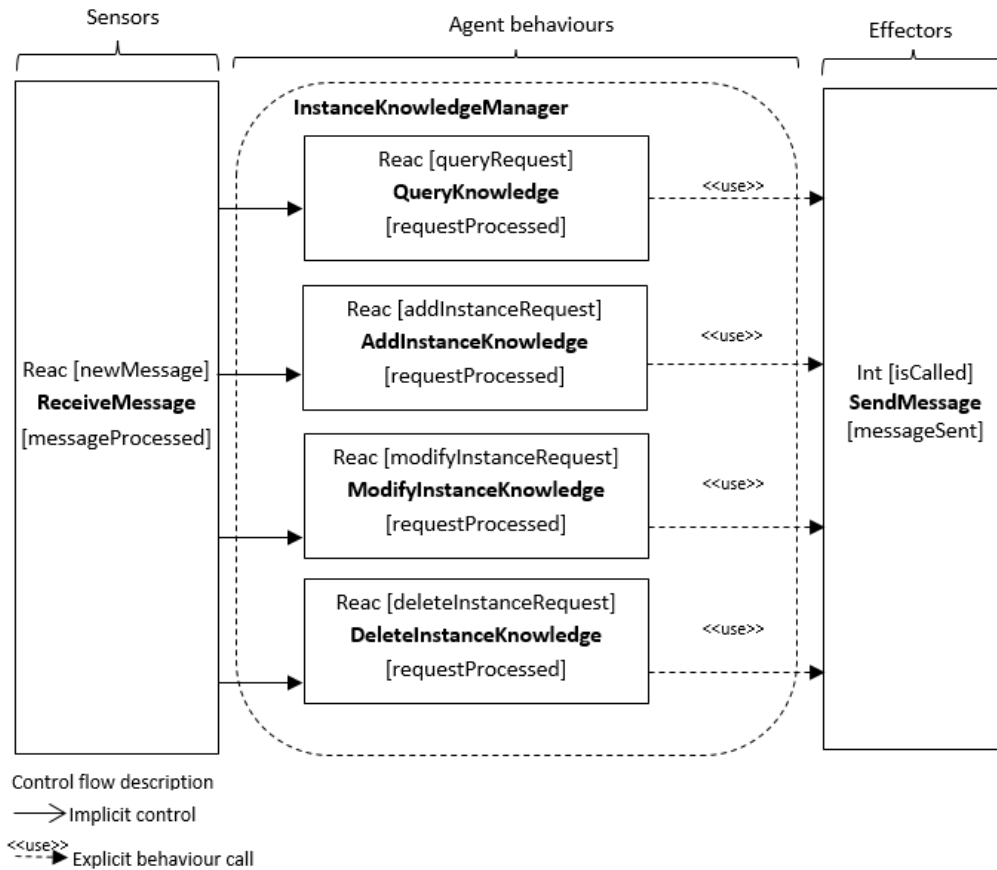 Sensors
Agent behaviours
Effectors
InstanceKnowledgeManager
Reac [queryRequest]
QueryKnowledge
[requestProcessed]
<<use>>
Reac [addInstanceRequest]
AddInstanceKnowledge
[requestProcessed]
<<use>>
Reac [newMessage]
ReceiveMessage
[messageProcessed]
Int [isCalled]
SendMessage
[messageSent]
Reac [modifyInstanceRequest]
ModifyInstanceKnowledge
[requestProcessed]
<<use>>
Reac [deleteInstanceRequest]
DeleteInstanceKnowledge
[requestProcessed]
<<use>>
Control flow description
Implicit control
<<use>>
Explicit behaviour call